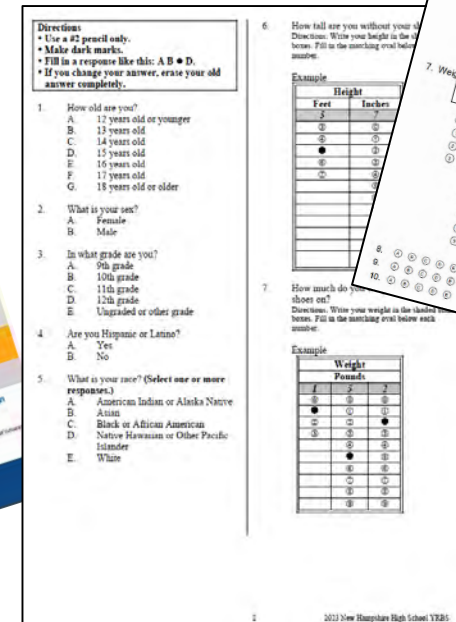 Directions
• Use a #2 pencil only.
• Make dark marks.
• Fill in a response like this: A B ● D.
• If you change your answer, erase your old
answer completely.
1. How old are you?
A. 12 years old or younger
B. 13 years old
C. 14 years old
D. 15 years old
E. 16 years old
F. 17 years old
G. 18 years old or older
2. What is your sex?
A. Female
B. Male
3. In what grade are you?
A. 9th grade
B. 10th grade
C. 11th grade
D. 12th grade
E. Ungraded or other grade
4. Are you Hispanic or Latino?
A. Yes
B. No
5. What is your race? (Select one or more
responses.)
A. American Indian or Alaska Native
B. Asian
C. Black or African American
D. Native Hawaiian or Other Pacific
Islander
E. White
6. How tall are you without your
Directions. Write your height in the
boxes. Fill in the matching oval below
number.
Example
Height
Feet Inches
5 7
7. How much do
shoes on?
Directions. Write your weight in the shaded
boxes. Fill in the matching oval below each
number.
Example
Weight
Pounds
1 5 2
2 2023 New Hampshire High School YRBS
7.
8.
9.
10.